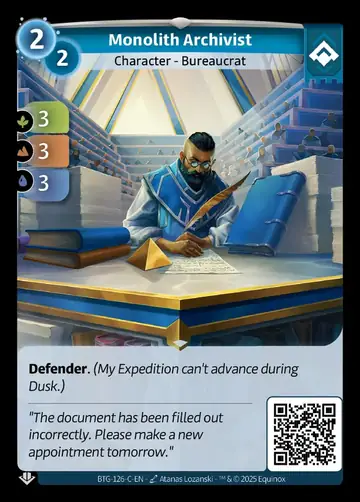 2
Monolith Archivist
2
Character - Bureaucrat
3
3
3
Defender. (My Expedition can't advance during
Dusk.)
"The document has been filled out
incorrectly. Please make a new
appointment tomorrow."
BTG-126-C-EN - Atanas Lozanski - ™ & © 2025 Equinox